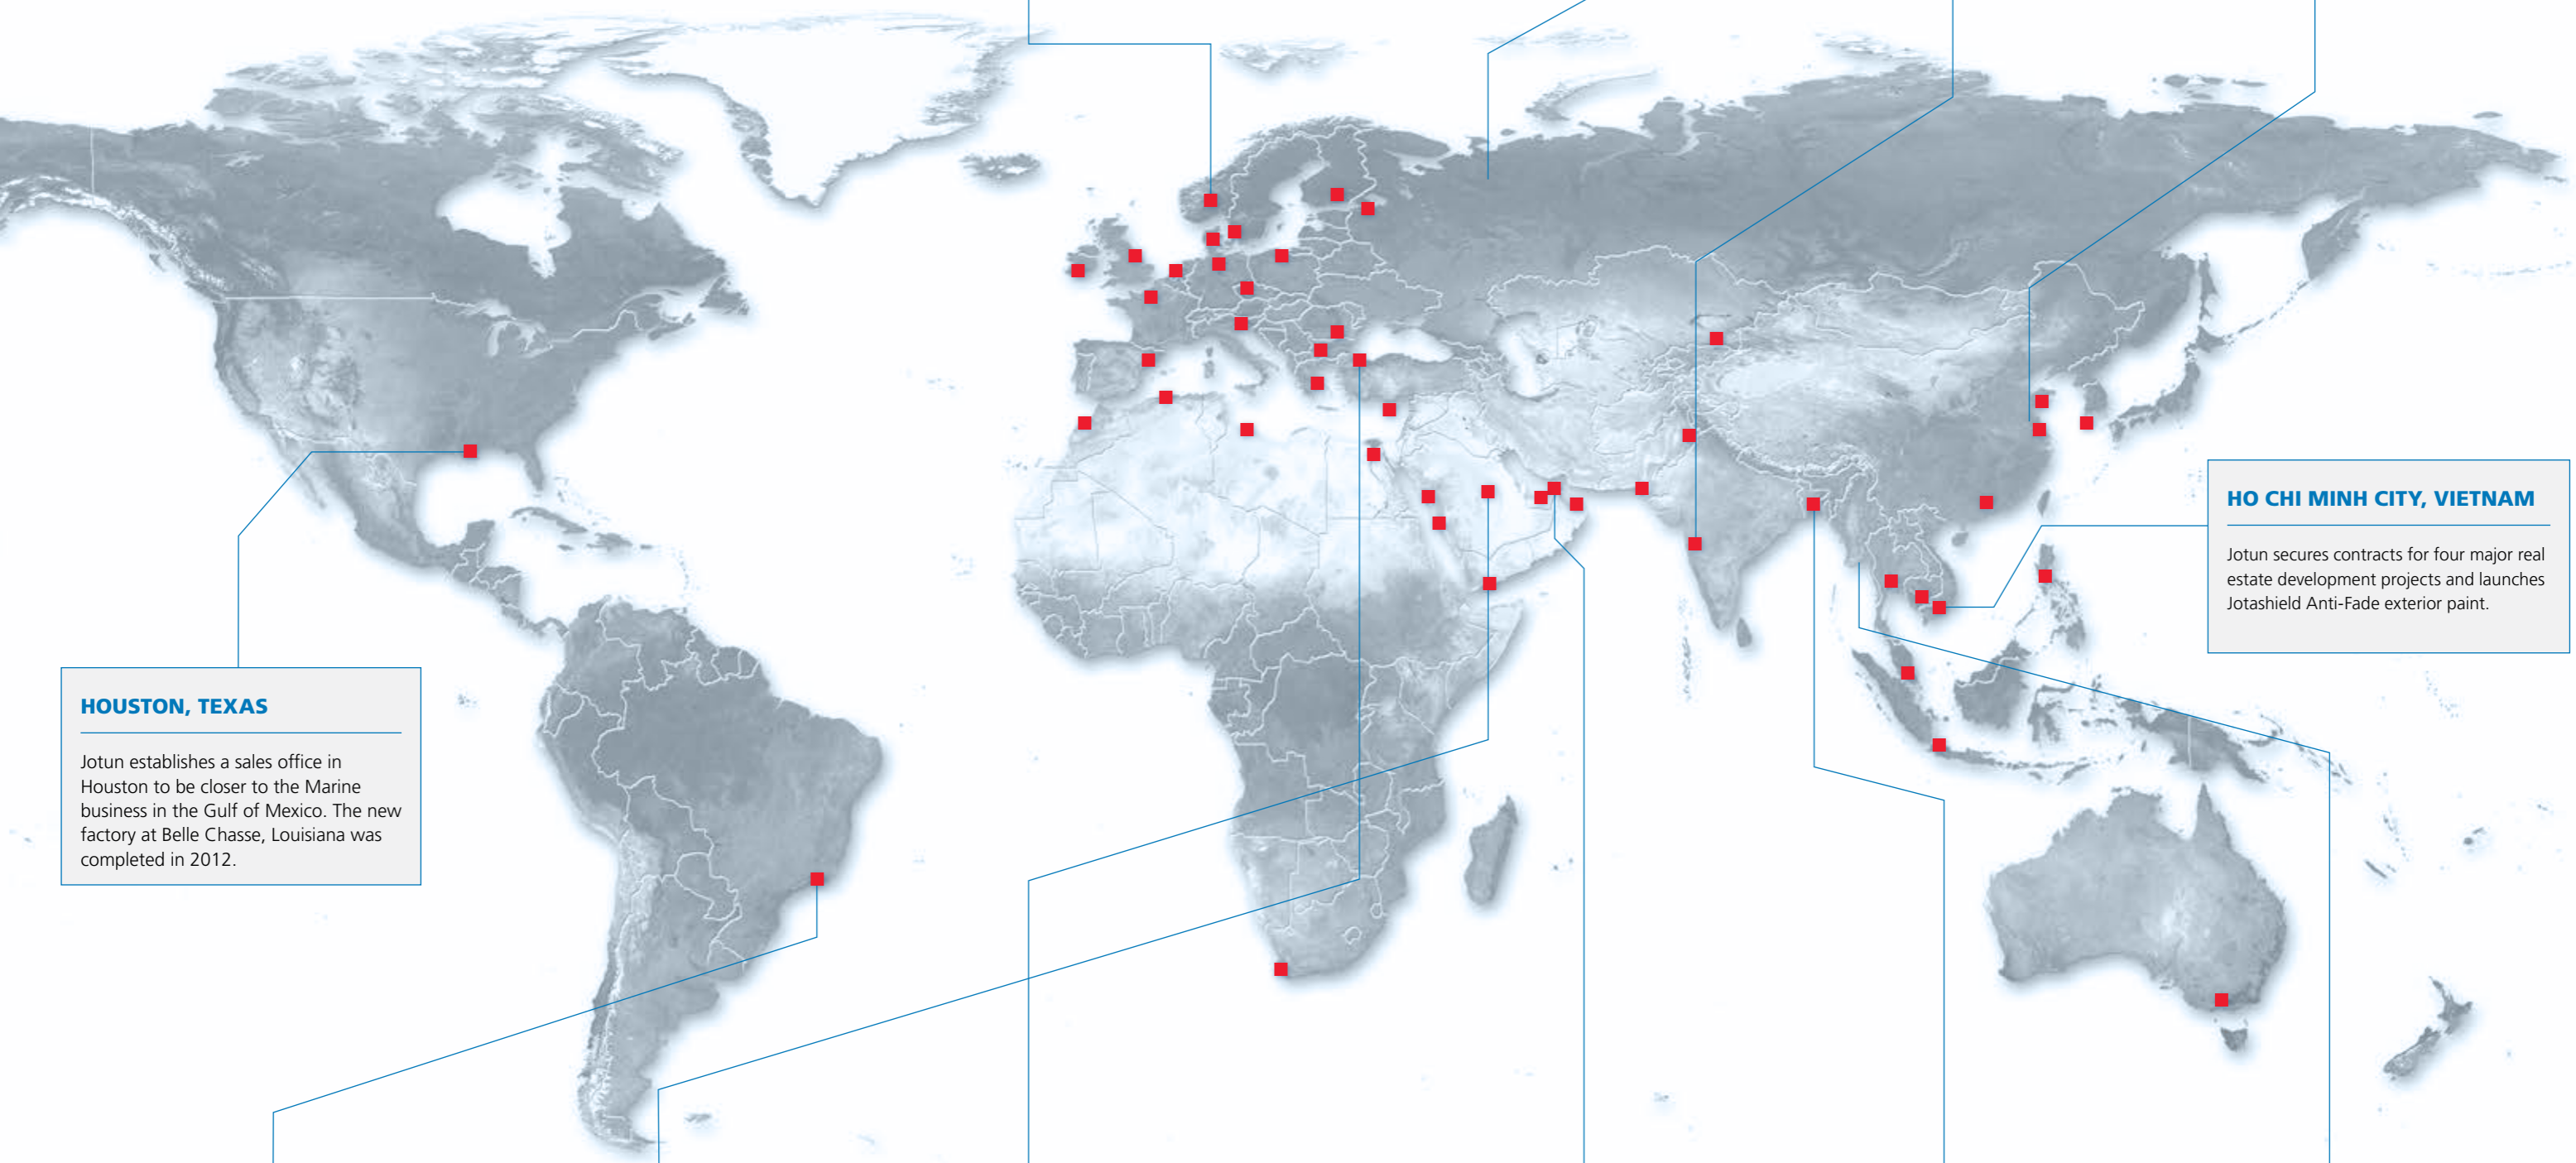 HO CHI MINH CITY, VIETNAM
Jotun secures contracts for four major real
estate development projects and launches
Jotashield Anti-Fade exterior paint.
HOUSTON, TEXAS
Jotun establishes a sales office in
Houston to be closer to the Marine
business in the Gulf of Mexico. The new
factory at Belle Chasse, Louisiana was
completed in 2012.